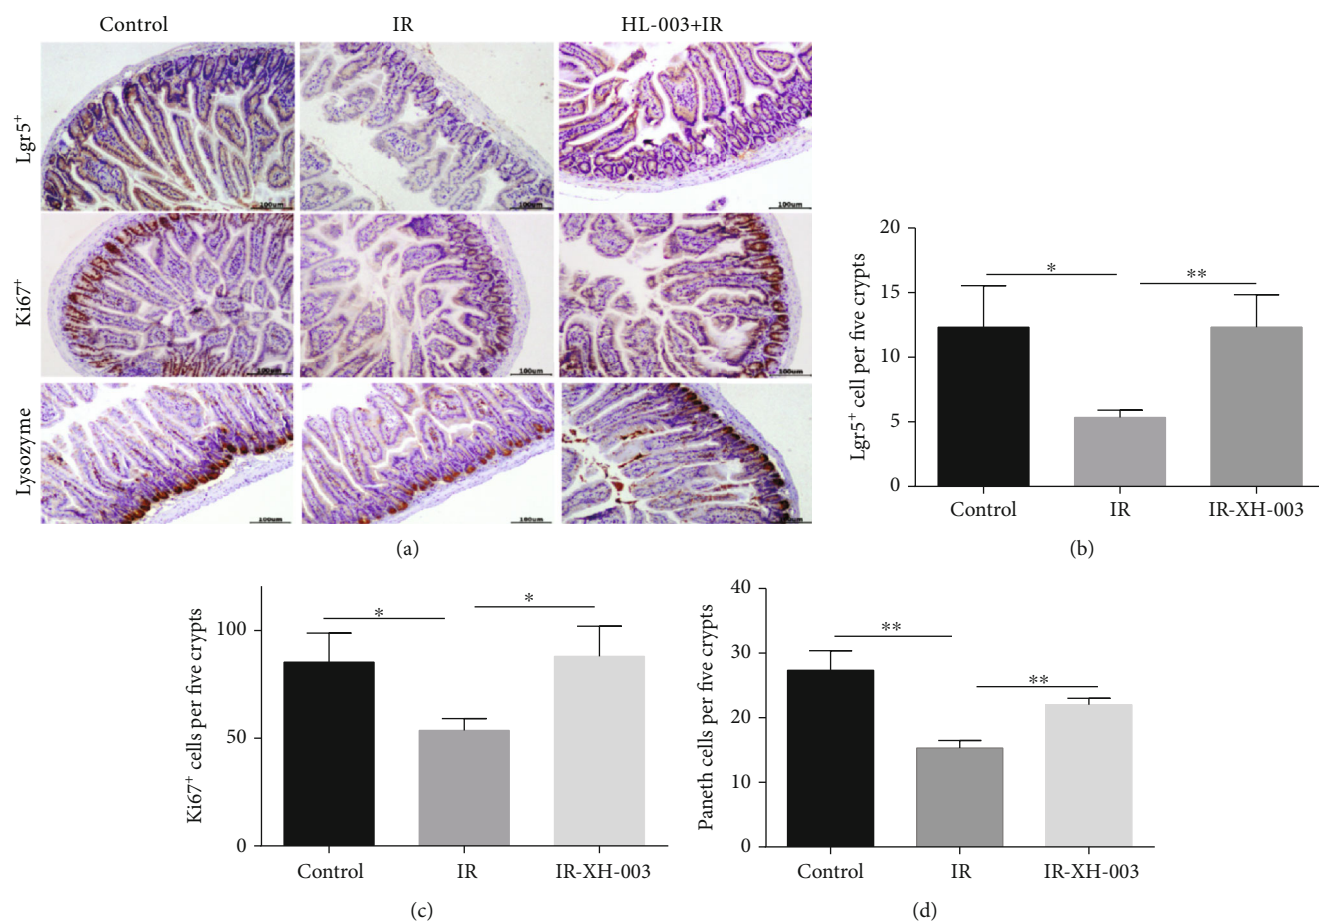 Control IR HL-003+IR
Lgr5⁺
100um 100um 100um
Ki67⁺
100um 100um 100um
Lysozyme
100um 100um
(a)
Lgr5⁺ cell per five crypts
20
15
10
5
0
* **
Control IR IR-XH-003
(b)
Ki67⁺ cells per five crypts
100
50
0
* *
Control IR IR-XH-003
(c)
Paneth cells per five crypts
40
30
20
10
0
** **
Control IR IR-XH-003
(d)